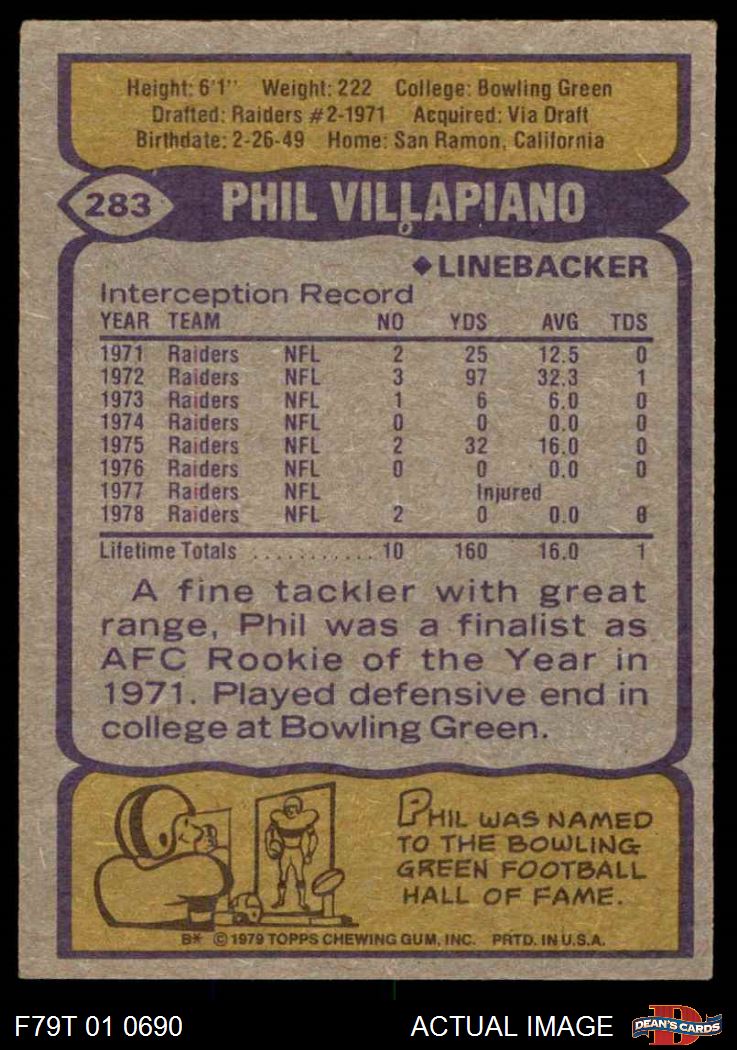 Height: 6'1" Weight: 222 College: Bowling Green
Drafted: Raiders #2-1971 Acquired: Via Draft
Birthdate: 2-26-49 Home: San Ramon, California
283 PHIL VILLAPIANO
◆LINEBACKER
Interception Record
YEAR TEAM NO YDS AVG TDS
1971 Raiders NFL 2 25 12.5 0
1972 Raiders NFL 3 97 32.3 1
1973 Raiders NFL 1 6 6.0 0
1974 Raiders NFL 0 0 0.0 0
1975 Raiders NFL 2 32 16.0 0
1976 Raiders NFL 0 0 0.0 0
1977 Raiders NFL Injured
1978 Raiders NFL 2 0 0.0 0
Lifetime Totals ............ 10 160 16.0 1
A fine tackler with great
range, Phil was a finalist as
AFC Rookie of the Year in
1971. Played defensive end in
college at Bowling Green.
PHIL WAS NAMED
TO THE BOWLING
GREEN FOOTBALL
HALL OF FAME.
B* © 1979 TOPPS CHEWING GUM, INC. PRTD. IN U.S.A.
F79T 01 0690 ACTUAL IMAGE DEAN'S CARDS